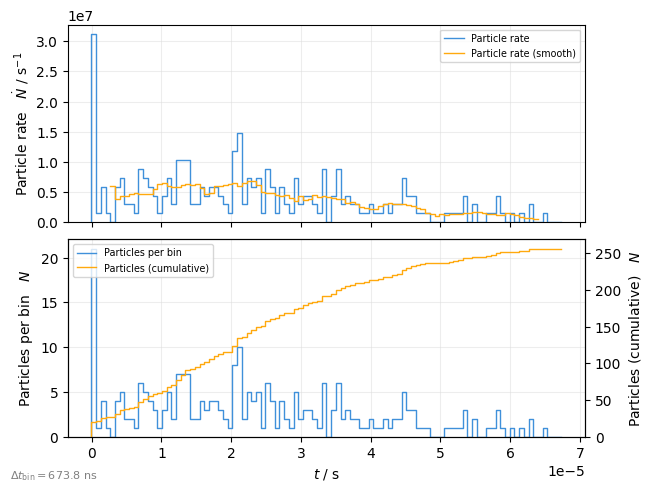 1e7
Particle rate Ṅ / s⁻¹
3.0
2.5
2.0
1.5
1.0
0.5
0.0
Particle rate
Particle rate (smooth)
Particles per bin N
20
15
10
5
0
Particles per bin
Particles (cumulative)
250
200
150
100
50
0
Particles (cumulative) N
0 1 2 3 4 5 6 7
1e−5
t / s
Δt_bin = 673.8 ns